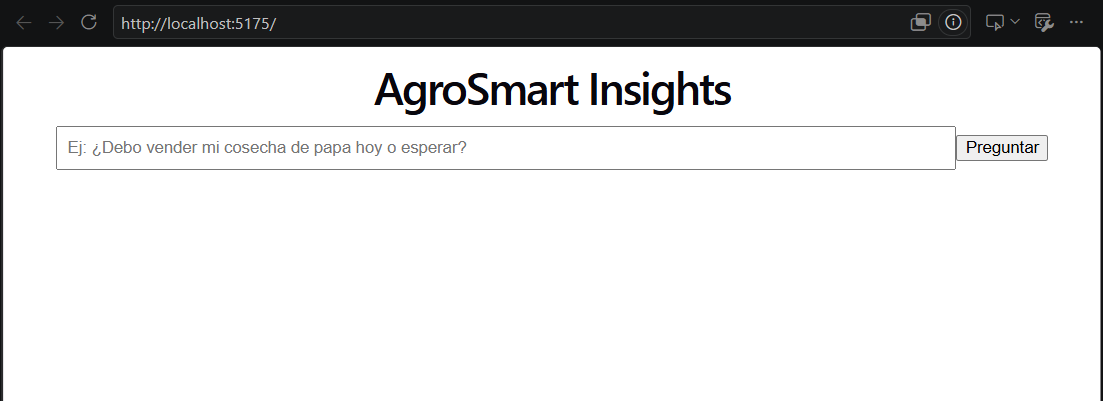 http://localhost:5175/
AgroSmart Insights
Ej: ¿Debo vender mi cosecha de papa hoy o esperar? Preguntar